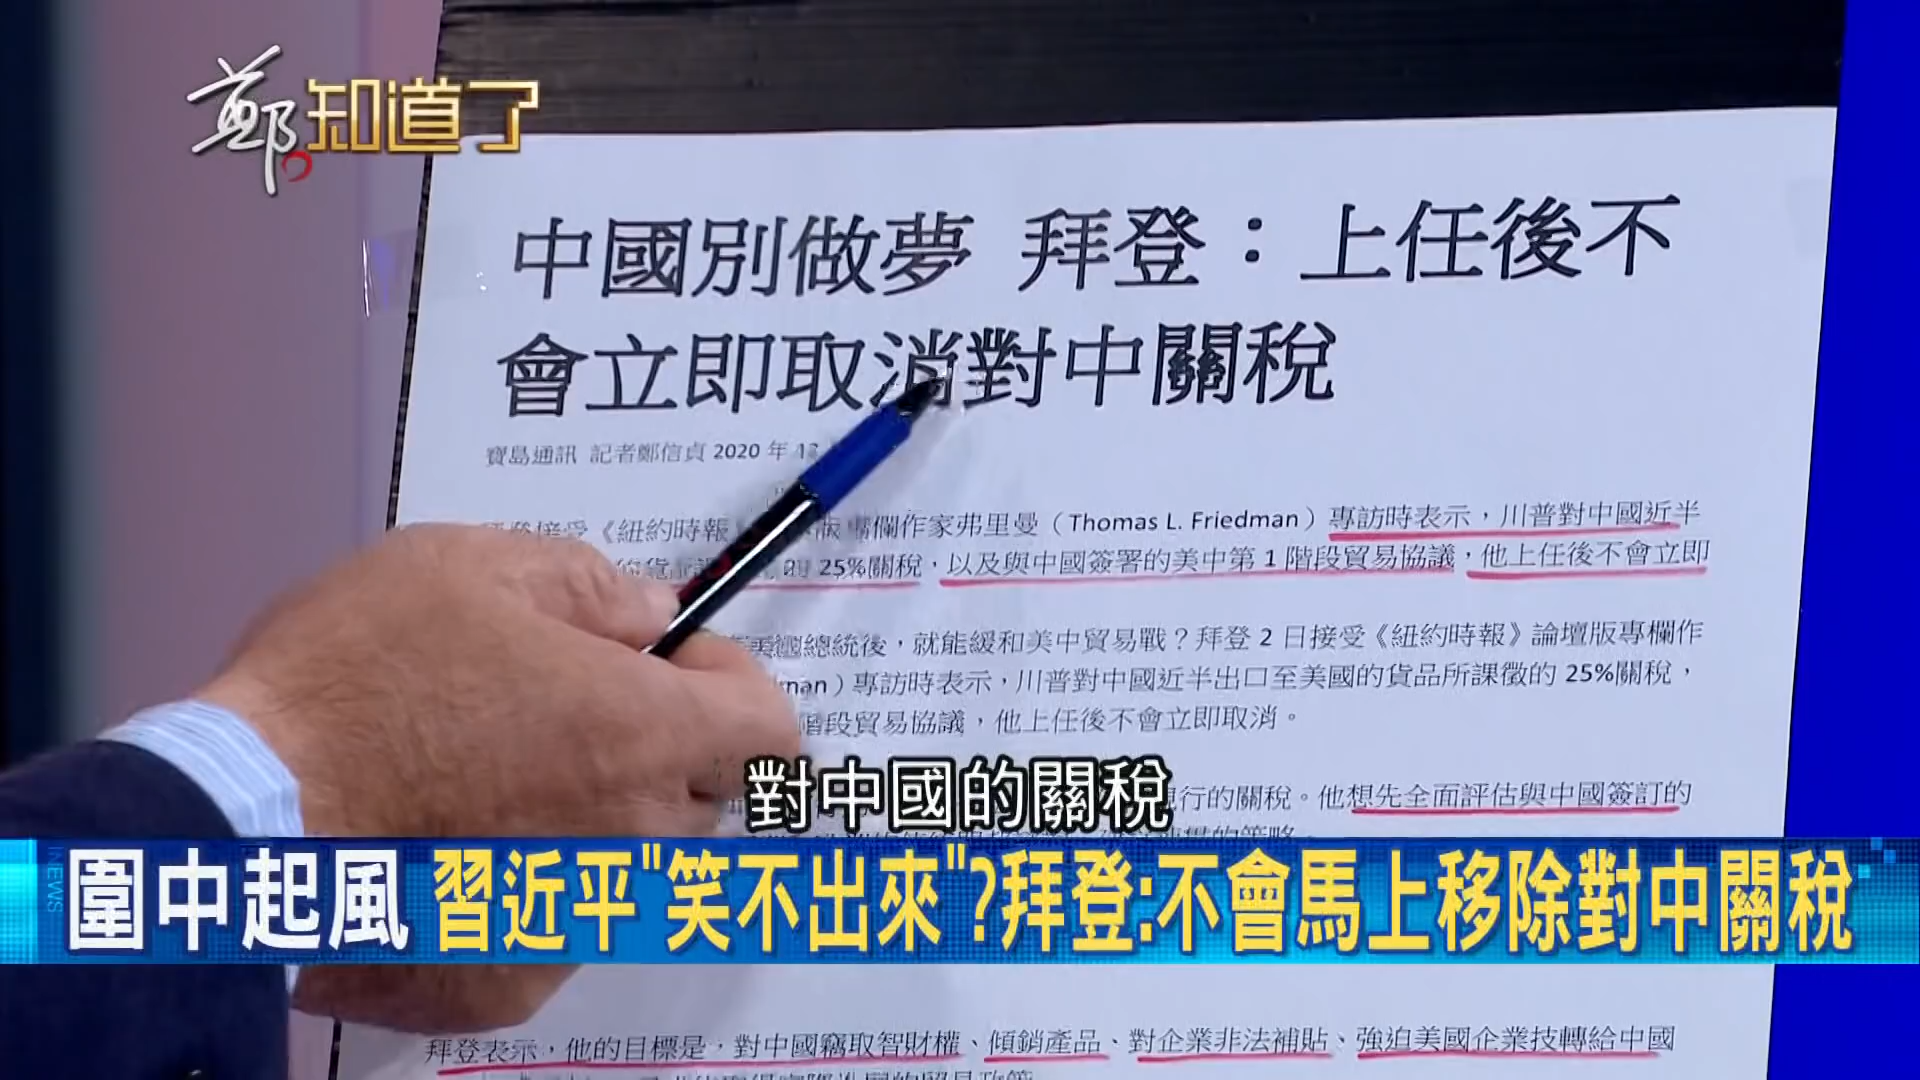 鄭知道了
中國別做夢 拜登：上任後不
會立即取消對中關稅
寶島通訊 記者鄭信貞 2020 年 12
接受《紐約時報》 專欄作家弗里曼（Thomas L. Friedman）專訪時表示，川普對中國近半
25%關稅，以及與中國簽署的美中第 1 階段貿易協議，他上任後不會立即
美國總統後，就能緩和美中貿易戰？拜登 2 日接受《紐約時報》論壇版專欄作
man）專訪時表示，川普對中國近半出口至美國的貨品所課徵的 25%關稅，
階段貿易協議，他上任後不會立即取消。
現行的關稅。他想先全面評估與中國簽訂的
對中國的關稅
INEWS
圍中起風 習近平"笑不出來"?拜登:不會馬上移除對中關稅
拜登表示，他的目標是，對中國竊取智財權、傾銷產品、對企業非法補貼、強迫美國企業技轉給中國